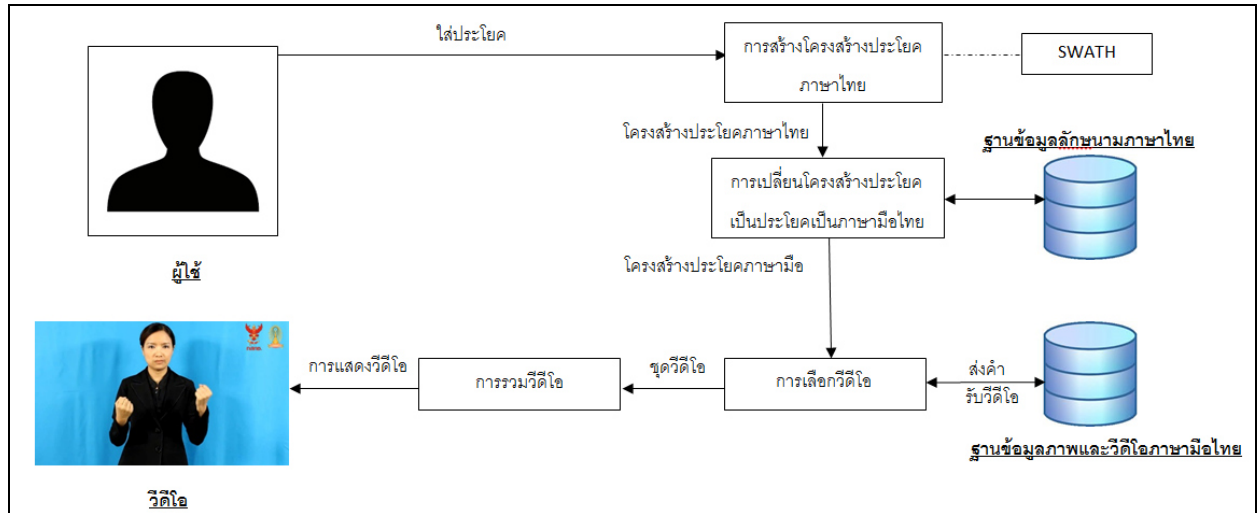 ใส่ประโยค
การสร้างโครงสร้างประโยค
ภาษาไทย
SWATH
โครงสร้างประโยคภาษาไทย
ฐานข้อมูลลักษนามภาษาไทย
การเปลี่ยนโครงสร้างประโยค
เป็นประโยคเป็นภาษามือไทย
ผู้ใช้
โครงสร้างประโยคภาษามือ
การแสดงวีดีโอ
การรวมวีดีโอ
ชุดวีดีโอ
การเลือกวีดีโอ
ส่งคำ
รับวีดีโอ
ฐานข้อมูลภาพและวีดีโอภาษามือไทย
วีดีโอ